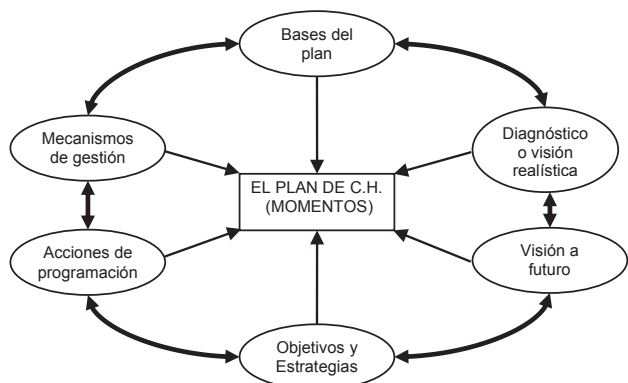 Bases del
plan
Mecanismos
de gestión
Diagnóstico
o visión
realística
EL PLAN DE C.H.
(MOMENTOS)
Acciones de
programación
Visión a
futuro
Objetivos y
Estrategias